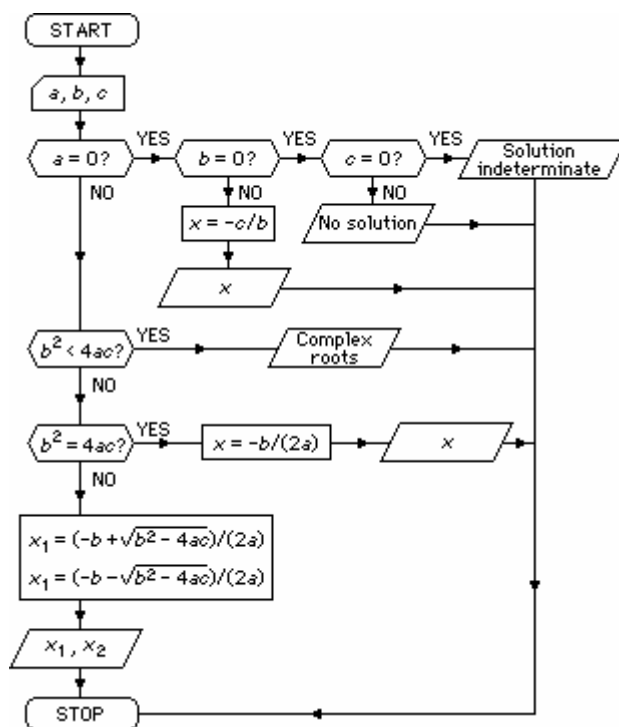 START
a, b, c
a = 0?
YES
b = 0?
YES
c = 0?
YES
Solution
indeterminate
NO
NO
NO
x = -c/b
No solution
x
b² < 4ac?
YES
Complex
roots
NO
b² = 4ac?
YES
x = -b/(2a)
x
NO
x₁ = (-b+√b² - 4ac)/(2a)
x₁ = (-b-√b² - 4ac)/(2a)
x₁, x₂
STOP